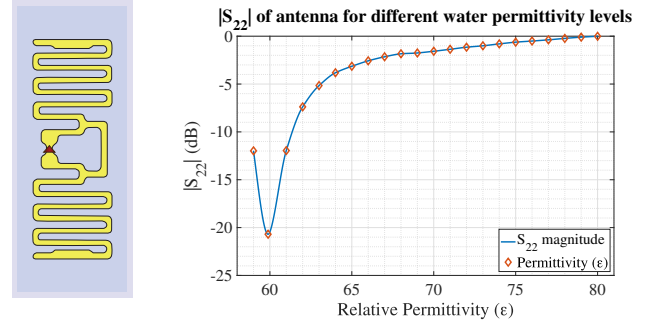 |S22| of antenna for different water permittivity levels
0
-5
-10
-15
-20
-25
|S22| (dB)
60
65
70
75
80
Relative Permittivity (ε)
S22 magnitude
Permittivity (ε)